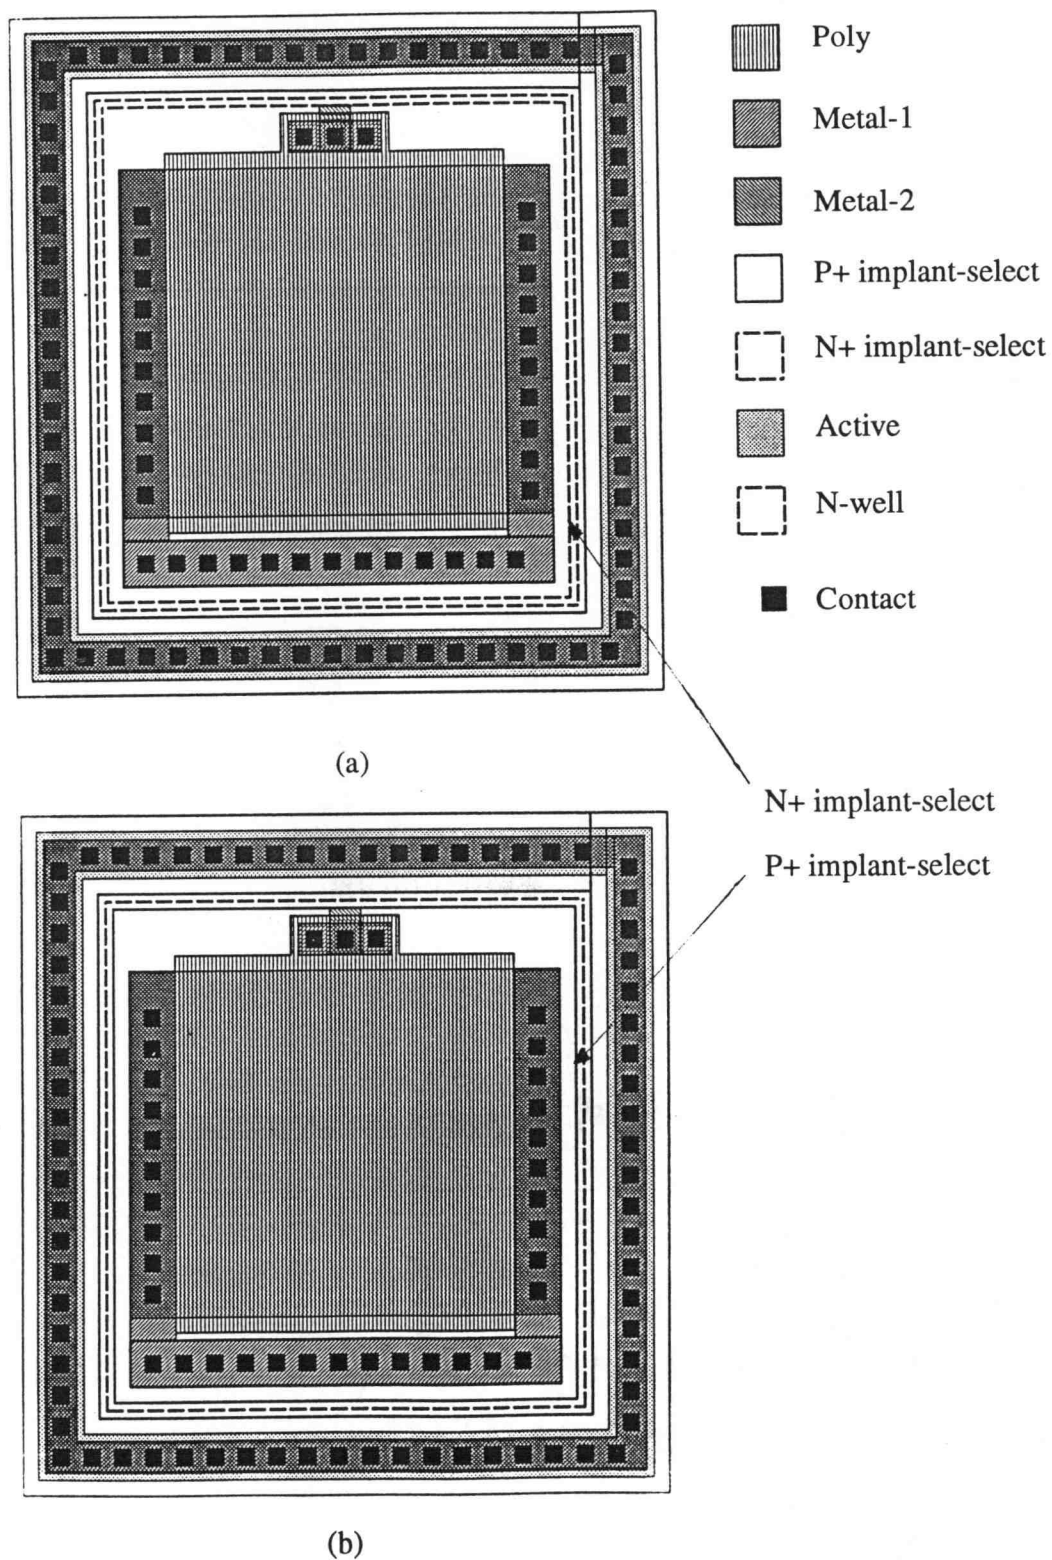 Poly
Metal-1
Metal-2
P+ implant-select
N+ implant-select
Active
N-well
Contact
(a)
N+ implant-select
P+ implant-select
(b)